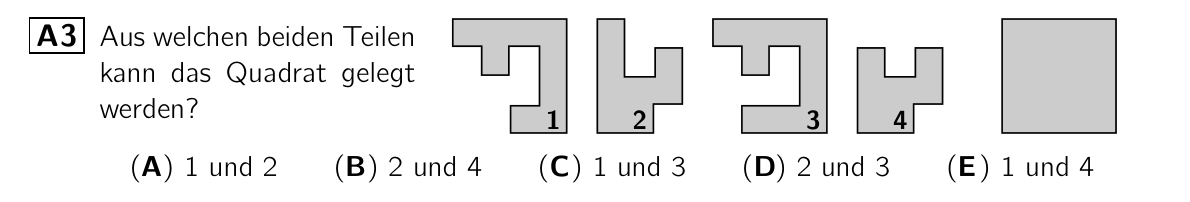 A3 Aus welchen beiden Teilen
kann das Quadrat gelegt
werden?
1 2 3 4
(A) 1 und 2 (B) 2 und 4 (C) 1 und 3 (D) 2 und 3 (E) 1 und 4